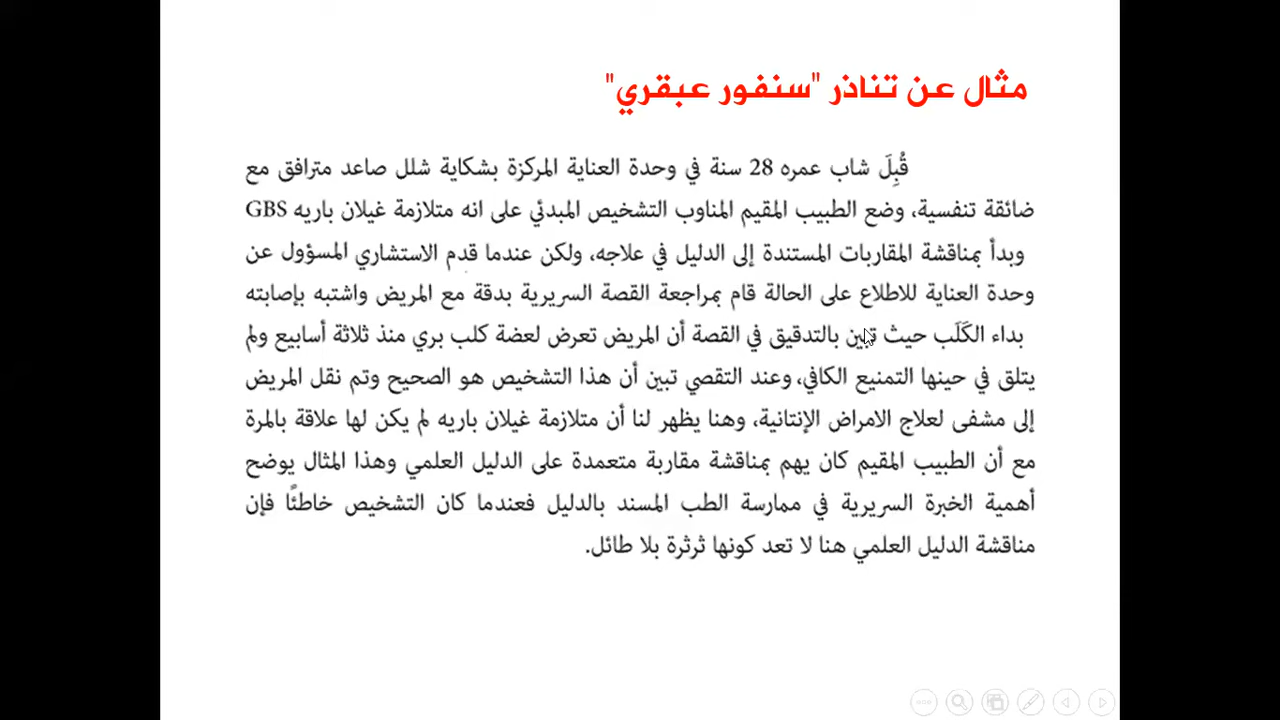 مثال عن تناذر "سنفور عبقري"
قُبِلَ شاب عمره 28 سنة في وحدة العناية المركزة بشكاية شلل صاعد مترافق مع
ضائقة تنفسية، وضع الطبيب المقيم المناوب التشخيص المبدئي على انه متلازمة غيلان باريه GBS
وبدأ بمناقشة المقاربات المستندة إلى الدليل في علاجه، ولكن عندما قدم الاستشاري المسؤول عن
وحدة العناية للاطلاع على الحالة قام بمراجعة القصة السريرية بدقة مع المريض واشتبه بإصابته
بداء الكَلَب حيث تبين بالتدقيق في القصة أن المريض تعرض لعضة كلب بري منذ ثلاثة أسابيع ولم
يتلق في حينها التمنيع الكافي، وعند التقصي تبين أن هذا التشخيص هو الصحيح وتم نقل المريض
إلى مشفى لعلاج الامراض الإنتانية، وهنا يظهر لنا أن متلازمة غيلان باريه لم يكن لها علاقة بالمرة
مع أن الطبيب المقيم كان يهم بمناقشة مقاربة متعمدة على الدليل العلمي وهذا المثال يوضح
أهمية الخبرة السريرية في ممارسة الطب المسند بالدليل فعندما كان التشخيص خاطئًا فإن
مناقشة الدليل العلمي هنا لا تعد كونها ثرثرة بلا طائل.